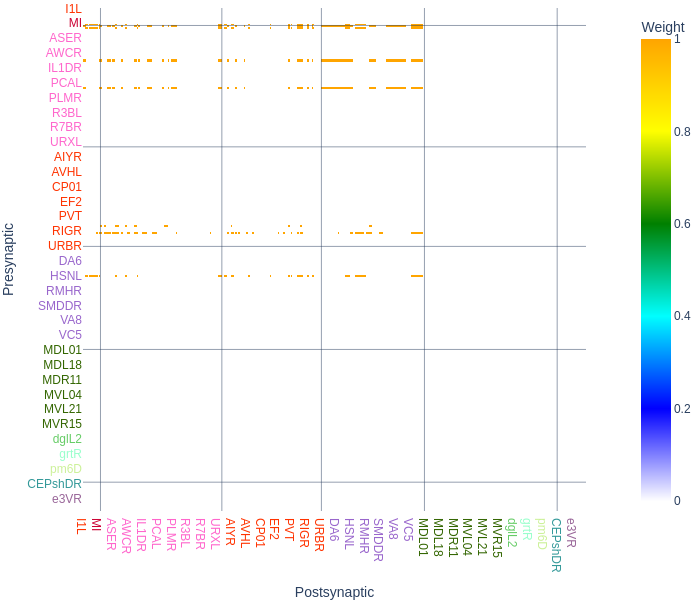 Weight
1
0.8
0.6
0.4
0.2
0
Presynaptic
I1L
MI
ASER
AWCR
IL1DR
PCAL
PLMR
R3BL
R7BR
URXL
AIYR
AVHL
CP01
EF2
PVT
RIGR
URBR
DA6
HSNL
RMHR
SMDDR
VA8
VC5
MDL01
MDL18
MDR11
MVL04
MVL21
MVR15
dglL2
grtR
pm6D
CEPshDR
e3VR
I1L
MI
ASER
AWCR
IL1DR
PCAL
PLMR
R3BL
R7BR
URXL
AIYR
AVHL
CP01
EF2
PVT
RIGR
URBR
DA6
HSNL
RMHR
SMDDR
VA8
VC5
MDL01
MDL18
MDR11
MVL04
MVL21
MVR15
dglL2
grtR
pm6D
CEPshDR
e3VR
Postsynaptic